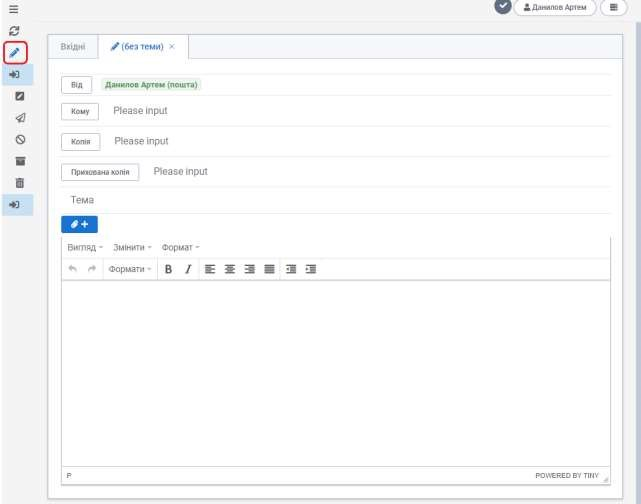 Данилов Артем
Вхідні (без теми) ×
Від Данилов Артем (пошта)
Кому Please input
Копія Please input
Прихована копія Please input
Тема
Вигляд Змінити Формат
Формати B I
P
POWERED BY TINY